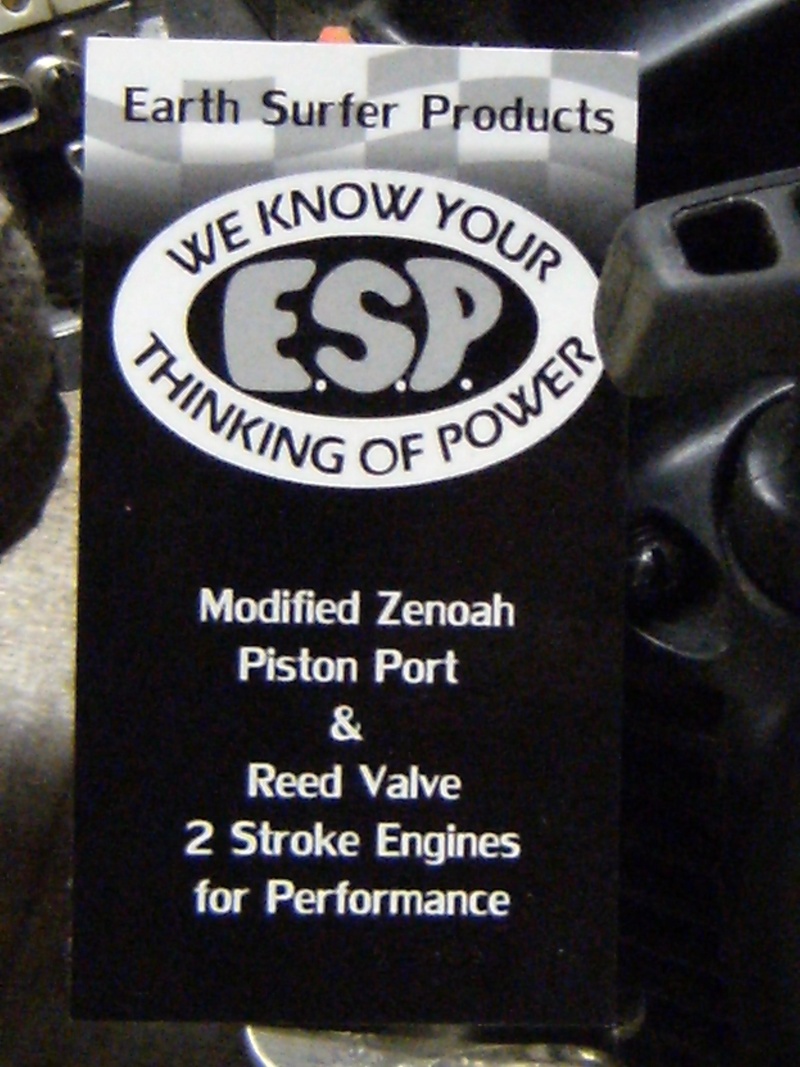 Earth Surfer Products
WE KNOW YOUR
E.S.P.
THINKING OF POWER
Modified Zenoah
Piston Port
&
Reed Valve
2 Stroke Engines
for Performance